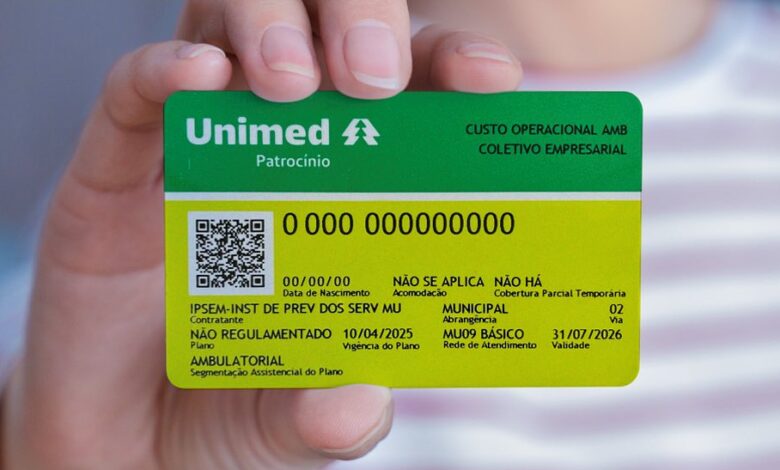 Unimed
Patrocínio
CUSTO OPERACIONAL AMB
COLETIVO EMPRESARIAL
0 000 000000000000
00/00/00 NÃO SE APLICA NÃO HÁ
Data de Nascimento Acomodação Cobertura Parcial Temporária
IPSEM-INST DE PREV DOS SERV MU MUNICIPAL 02
Contratante Abrangência Via
NÃO REGULAMENTADO 10/04/2025 MU09 BÁSICO 31/07/2026
Plano Vigência do Plano Rede de Atendimento Validade
AMBULATORIAL
Segmentação Assistencial do Plano